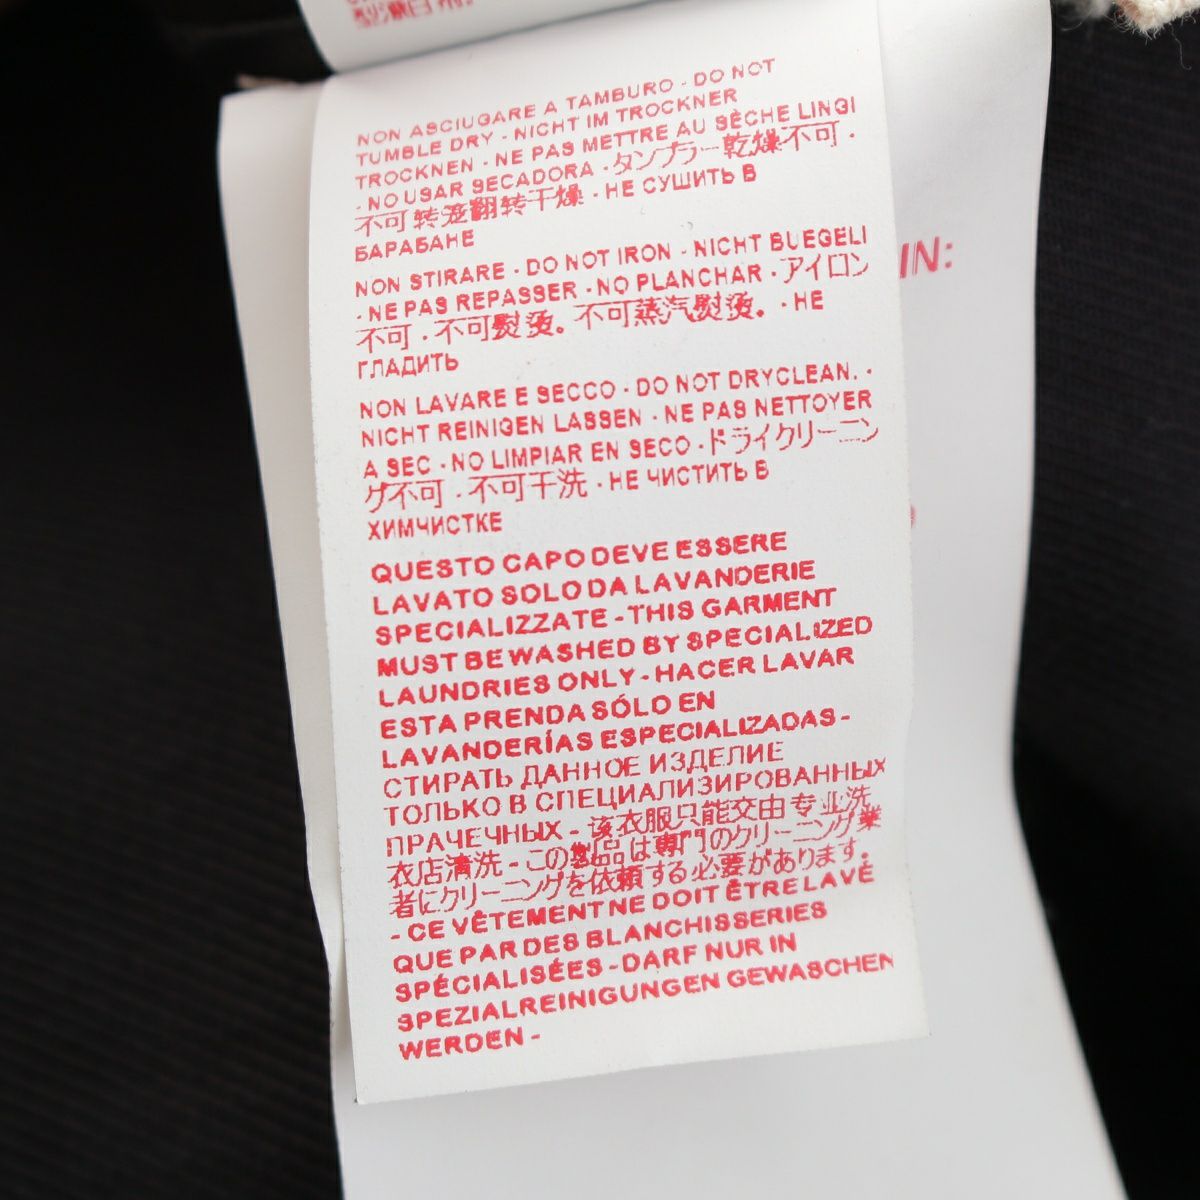 型漂白剂.
NON ASCIUGARE A TAMBURO - DO NOT
TUMBLE DRY - NICHT IM TROCKNER
TROCKNEN - NE PAS METTRE AU SÈCHE LINGI
- NO USAR SECADORA - タンブラー乾燥不可 -
不可转笼翻转干燥 - НЕ СУШИТЬ В
БАРАБАНЕ
NON STIRARE - DO NOT IRON - NICHT BUEGELI
- NE PAS REPASSER - NO PLANCHAR - アイロン
不可 - 不可熨烫。不可蒸汽熨烫。 - НЕ
ГЛАДИТЬ
NON LAVARE E SECCO - DO NOT DRYCLEAN. -
NICHT REINIGEN LASSEN - NE PAS NETTOYER
A SEC - NO LIMPIAR EN SECO - ドライクリーニン
グ不可 - 不可干洗 - НЕ ЧИСТИТЬ В
ХИМЧИСТКЕ
QUESTO CAPO DEVE ESSERE
LAVATO SOLO DA LAVANDERIE
SPECIALIZZATE - THIS GARMENT
MUST BE WASHED BY SPECIALIZED
LAUNDRIES ONLY - HACER LAVAR
ESTA PRENDA SÓLO EN
LAVANDERÍAS ESPECIALIZADAS -
СТИРАТЬ ДАННОЕ ИЗДЕЛИЕ
ТОЛЬКО В СПЕЦИАЛИЗИРОВАННЫХ
ПРАЧЕЧНЫХ - 该衣服只能交由专业洗
衣店清洗 - この製品は専門のクリーニング業
者にクリーニングを依頼する必要があります。
- CE VÊTEMENT NE DOIT ÊTRE LAVÉ
QUE PAR DES BLANCHISSERIES
SPÉCIALISÉES - DARF NUR IN
SPEZIALREINIGUNGEN GEWASCHEN
WERDEN -
IN: